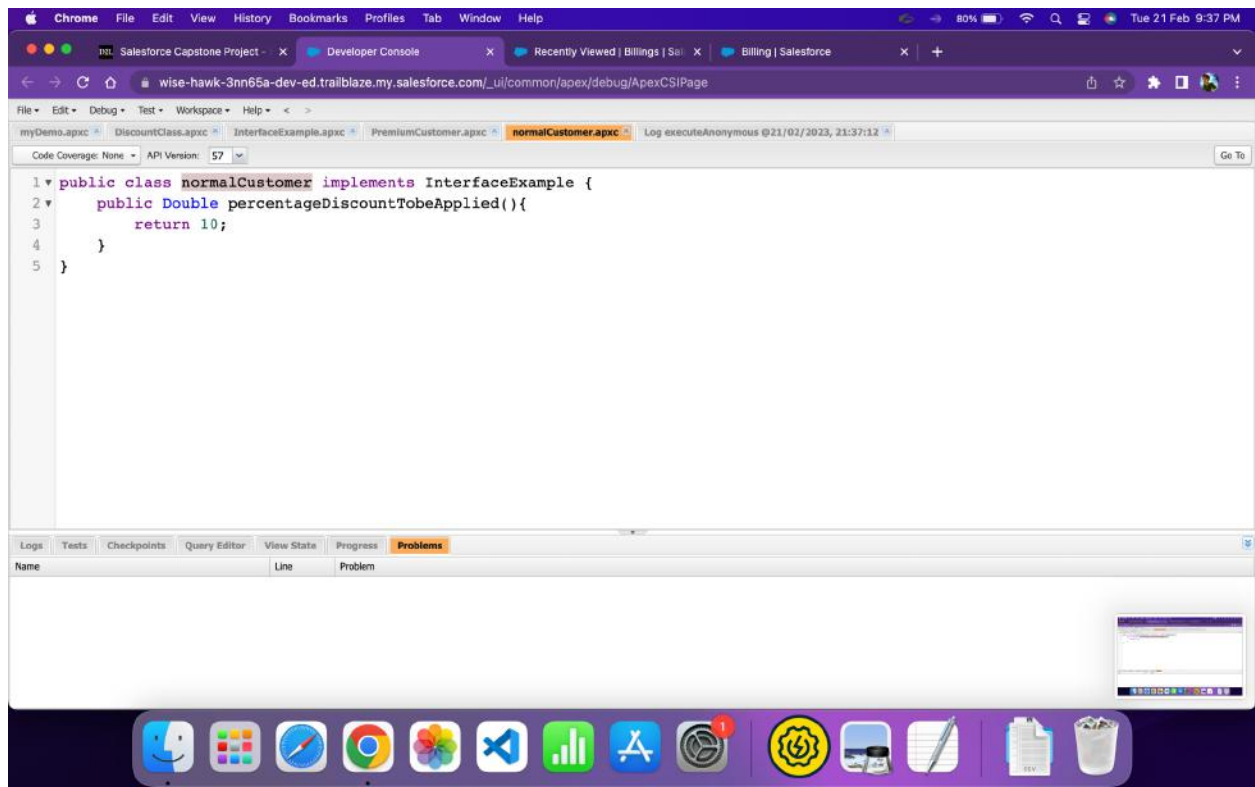 Chrome File Edit View History Bookmarks Profiles Tab Window Help 80% Tue 21 Feb 9:37 PM
Salesforce Capstone Project - Developer Console Recently Viewed | Billings | Sal Billing | Salesforce
wise-hawk-3nn65a-dev-ed.trailblaze.my.salesforce.com/_ui/common/apex/debug/ApexCSIPage
File Edit Debug Test Workspace Help < >
myDemo.apxc DiscountClass.apxc InterfaceExample.apxc PremiumCustomer.apxc normalCustomer.apxc Log executeAnonymous @21/02/2023, 21:37:12
Code Coverage: None API Version: 57 Go To
1 public class normalCustomer implements InterfaceExample {
2 public Double percentageDiscountTobeApplied(){
3 return 10;
4 }
5 }
Logs Tests Checkpoints Query Editor View State Progress Problems
Name Line Problem
1